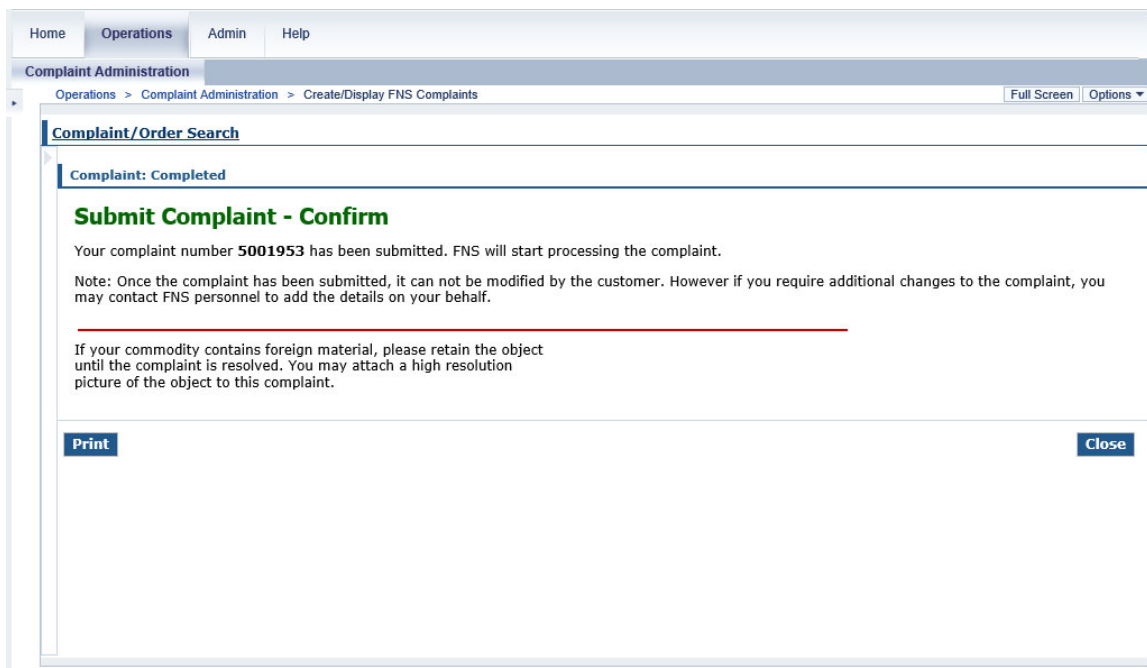 Home Operations Admin Help
Complaint Administration
Operations > Complaint Administration > Create/Display FNS Complaints Full Screen Options
Complaint/Order Search
Complaint: Completed
Submit Complaint - Confirm
Your complaint number 5001953 has been submitted. FNS will start processing the complaint.
Note: Once the complaint has been submitted, it can not be modified by the customer. However if you require additional changes to the complaint, you
may contact FNS personnel to add the details on your behalf.
If your commodity contains foreign material, please retain the object
until the complaint is resolved. You may attach a high resolution
picture of the object to this complaint.
Print Close